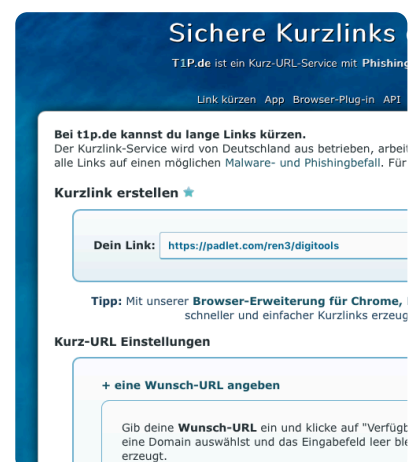 Sichere Kurzlinks
T1P.de ist ein Kurz-URL-Service mit Phishing
Link kürzen App Browser-Plug-in API
Bei t1p.de kannst du lange Links kürzen.
Der Kurzlink-Service wird von Deutschland aus betrieben, arbeit
alle Links auf einen möglichen Malware- und Phishingbefall. Für
Kurzlink erstellen
Dein Link: https://padlet.com/ren3/digitools
Tipp: Mit unserer Browser-Erweiterung für Chrome,
schneller und einfacher Kurzlinks erzeug
Kurz-URL Einstellungen
+ eine Wunsch-URL angeben
Gib deine Wunsch-URL ein und klicke auf "Verfügb
eine Domain auswählst und das Eingabefeld leer ble
erzeugt.